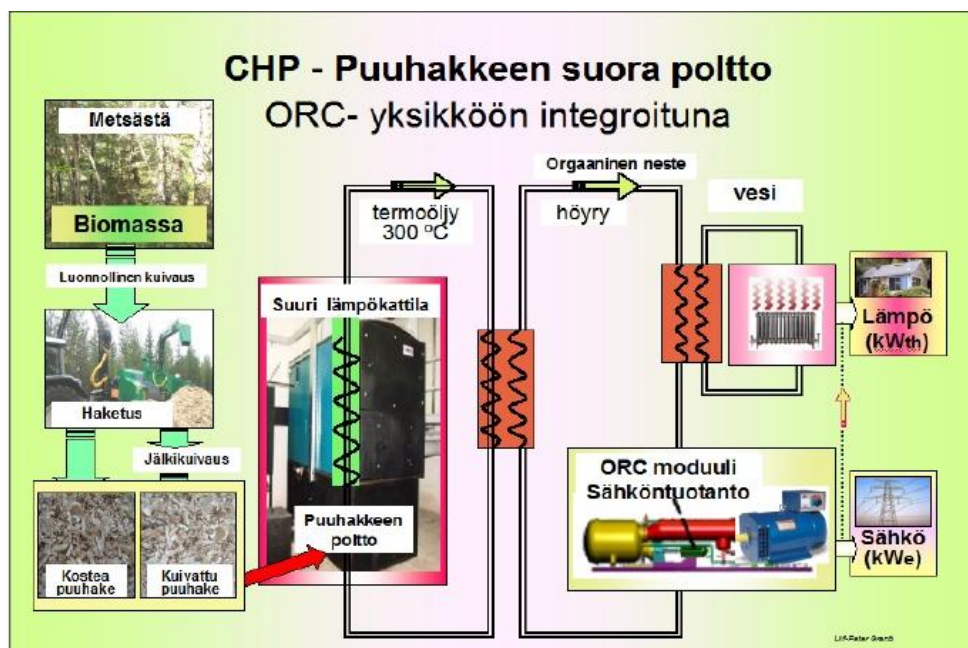 CHP - Puuhakkeen suora poltto
ORC- yksikköön integroituna
Metsästä
Biomassa
Luonnollinen kuivaus
Haketus
Jälkikuivaus
Kostea
puuhake
Kuivattu
puuhake
Suuri lämpökattila
Puuhakkeen
poltto
termoöljy
300 °C
Orgaaninen neste
höyry
vesi
Lämpö
(kWth)
ORC moduuli
Sähköntuotanto
Sähkö
(kWe)